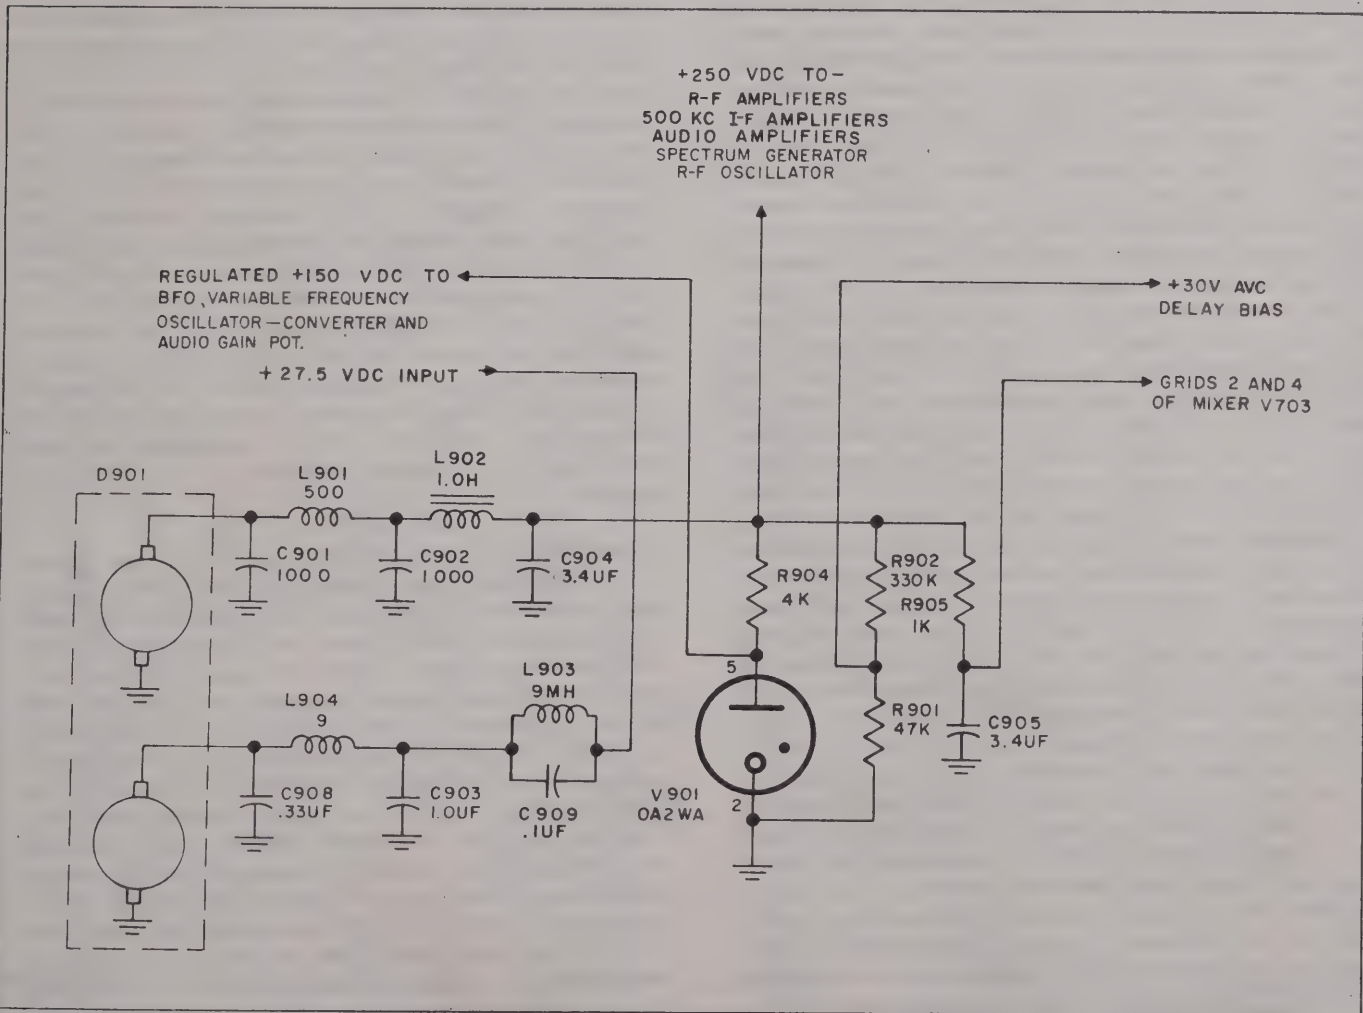 +250 VDC TO-
R-F AMPLIFIERS
500 KC I-F AMPLIFIERS
AUDIO AMPLIFIERS
SPECTRUM GENERATOR
R-F OSCILLATOR
REGULATED +150 VDC TO
BFO, VARIABLE FREQUENCY
OSCILLATOR-CONVERTER AND
AUDIO GAIN POT.
+ 27.5 VDC INPUT
+30V AVC
DELAY BIAS
GRIDS 2 AND 4
OF MIXER V703
D901
L901
500
L902
1.0H
C901
1000
C902
1000
C904
3.4UF
R904
4K
R902
330K
R905
1K
L903
9MH
L904
9
C908
.33UF
C903
1.0UF
C909
.1UF
5
V901
OA2WA
2
R901
47K
C905
3.4UF